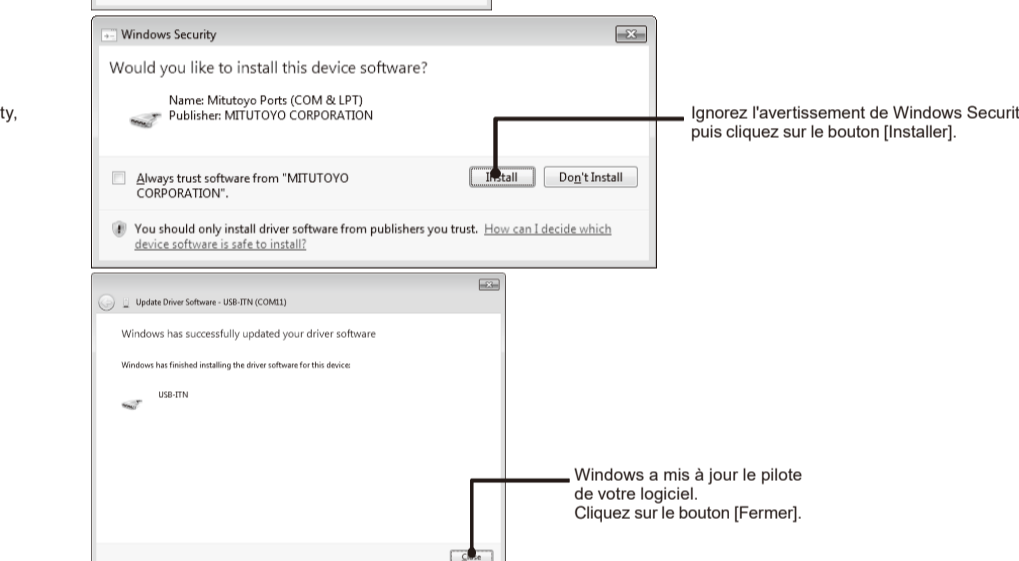 ty,
Windows Security
Would you like to install this device software?
Name: Mitutoyo Ports (COM & LPT)
Publisher: MITUTOYO CORPORATION
Always trust software from "MITUTOYO
CORPORATION".
Install
Don't Install
You should only install driver software from publishers you trust. How can I decide which
device software is safe to install?
Ignorez l'avertissement de Windows Securit
puis cliquez sur le bouton [Installer].
Update Driver Software - USB-ITN (COM11)
Windows has successfully updated your driver software
Windows has finished installing the driver software for this device:
USB-ITN
Close
Windows a mis à jour le pilote
de votre logiciel.
Cliquez sur le bouton [Fermer].